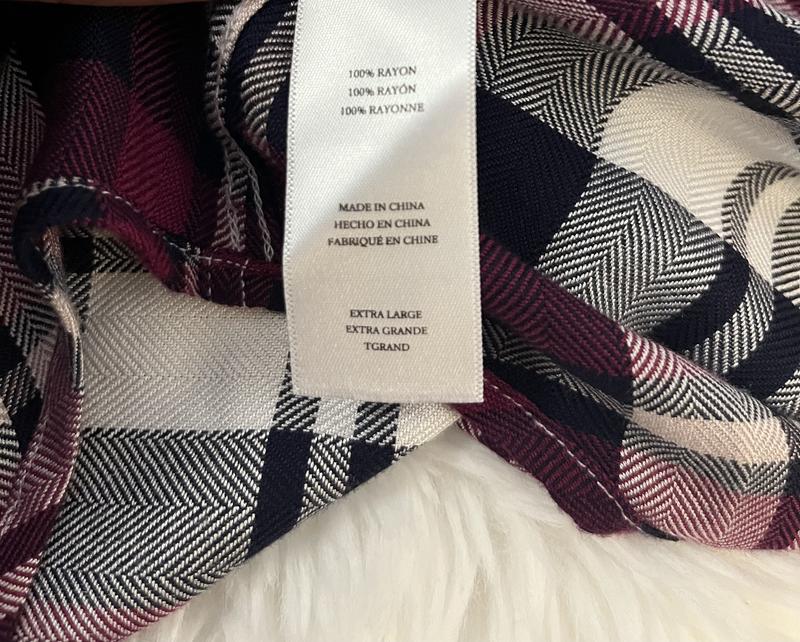 100% RAYON
100% RAYÓN
100% RAYONNE
MADE IN CHINA
HECHO EN CHINA
FABRIQUÉ EN CHINE
EXTRA LARGE
EXTRA GRANDE
TGRAND